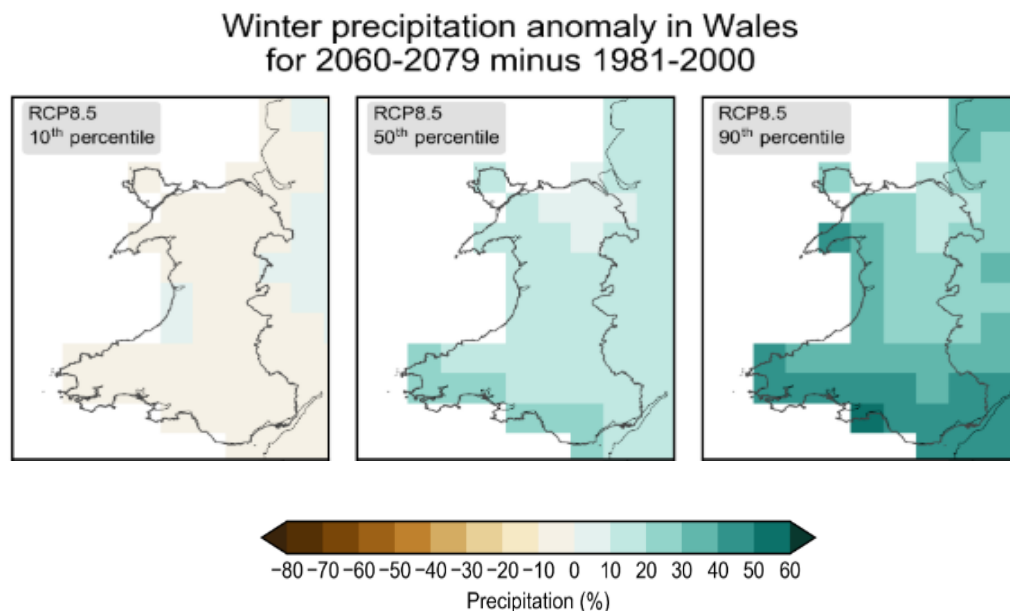 Winter precipitation anomaly in Wales
for 2060-2079 minus 1981-2000
RCP8.5
10th percentile
RCP8.5
50th percentile
RCP8.5
90th percentile
−80 −70 −60 −50 −40 −30 −20 −10 0 10 20 30 40 50 60
Precipitation (%)